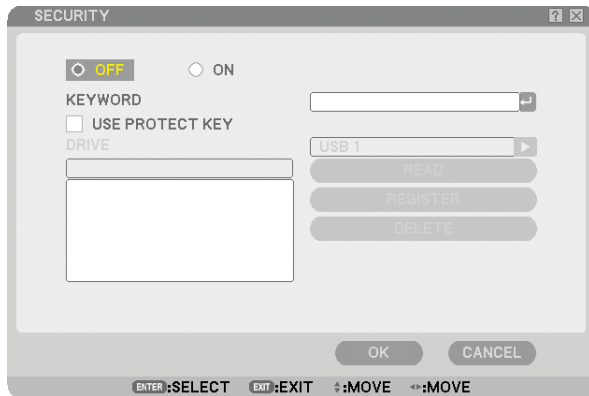 SECURITY
OFF ON
KEYWORD
USE PROTECT KEY
DRIVE USB 1
READ
REGISTER
DELETE
OK CANCEL
ENTER:SELECT EXIT:EXIT :MOVE :MOVE